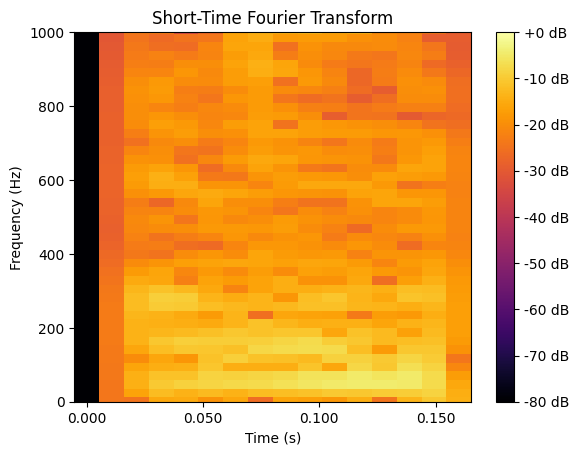 Short-Time Fourier Transform
Frequency (Hz)
1000
800
600
400
200
0
0.000
0.050
0.100
0.150
Time (s)
+0 dB
-10 dB
-20 dB
-30 dB
-40 dB
-50 dB
-60 dB
-70 dB
-80 dB